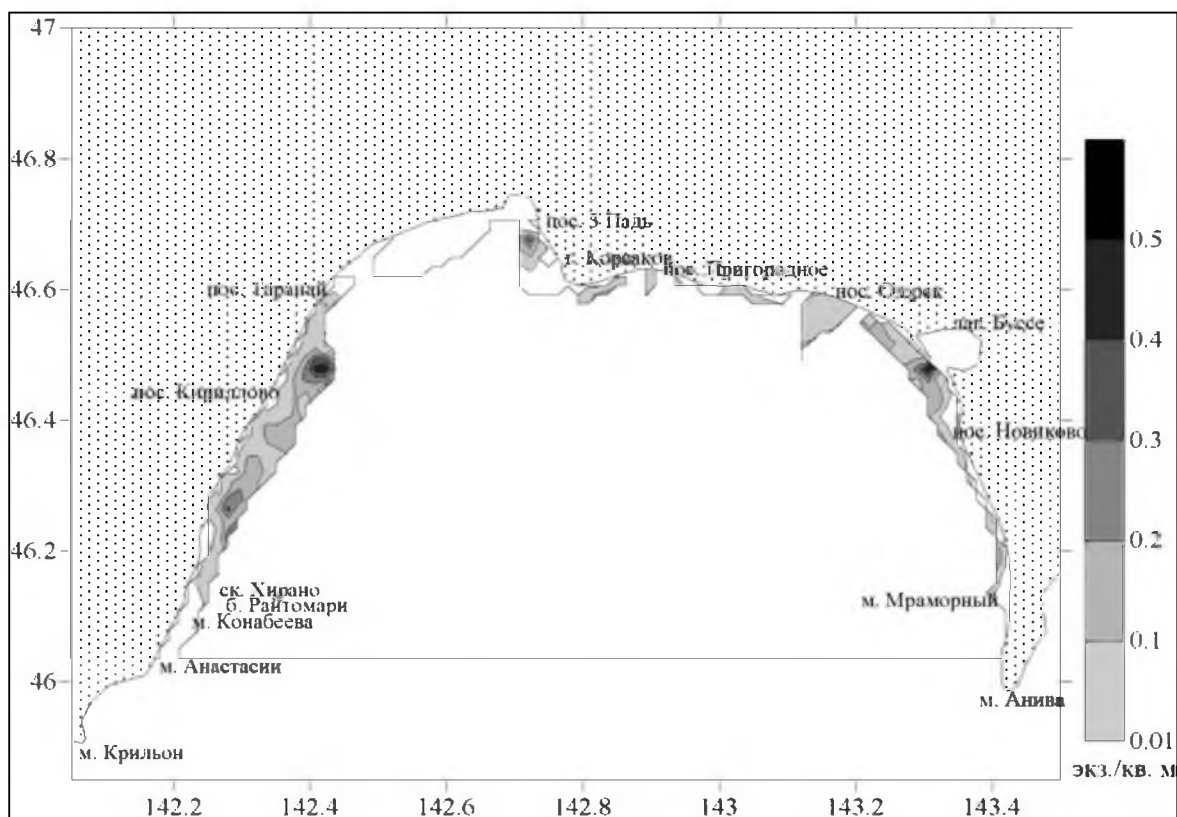 47
46.8
46.6
46.4
46.2
46
пос. 3 Падь
г. Корсаков
пос. Пригородное
пос. Таранай
пос. Озерск
лаг. Буссе
пос. Кириллово
пос. Новиково
ск. Хирано
б. Райтомари
м. Конабеева
м. Мраморный
м. Анастасии
м. Анива
м. Крильон
0.5
0.4
0.3
0.2
0.1
0.01
экз./кв. м
142.2 142.4 142.6 142.8 143 143.2 143.4